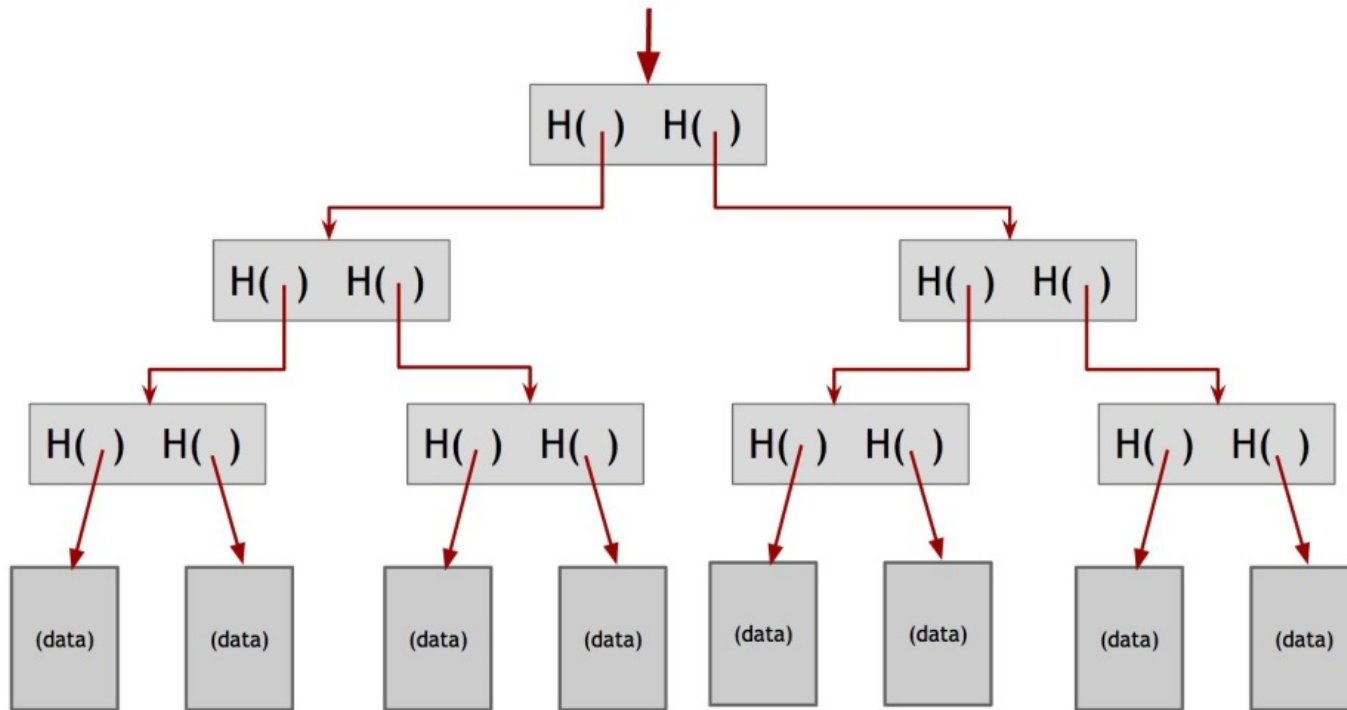 H( ) H( )
H( ) H( ) H( ) H( )
H( ) H( ) H( ) H( ) H( ) H( ) H( ) H( )
(data) (data) (data) (data) (data) (data) (data) (data)